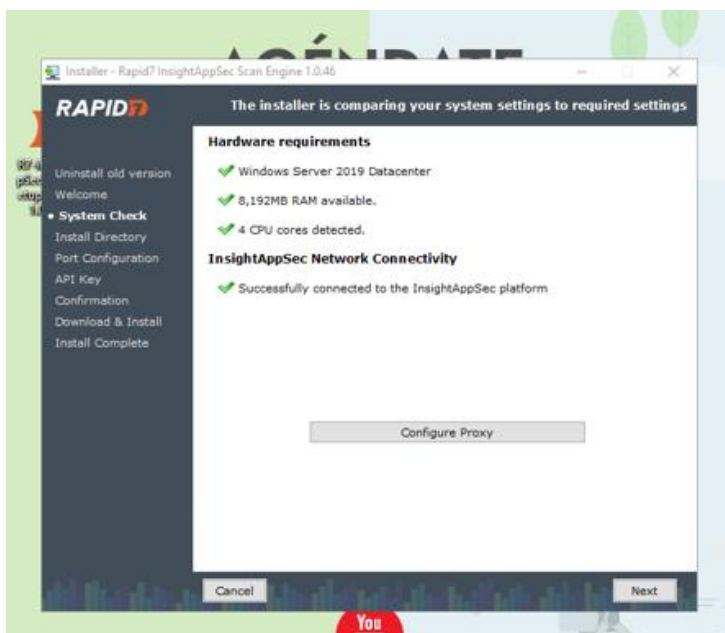 AGÉNDATE
Installer - Rapid7 InsightAppSec Scan Engine 1.0.46
RAPID7
The installer is comparing your system settings to required settings
Uninstall old version
Welcome
• System Check
Install Directory
Port Configuration
API Key
Confirmation
Download & Install
Install Complete
Hardware requirements
Windows Server 2019 Datacenter
8,192MB RAM available.
4 CPU cores detected.
InsightAppSec Network Connectivity
Successfully connected to the InsightAppSec platform
Configure Proxy
Cancel
Next
You